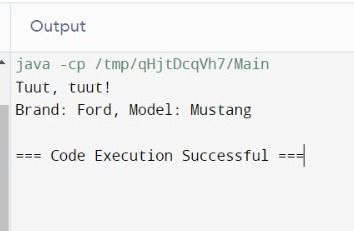 Output
java -cp /tmp/qHjtDcqVh7/Main
Tuut, tuut!
Brand: Ford, Model: Mustang
=== Code Execution Successful ===